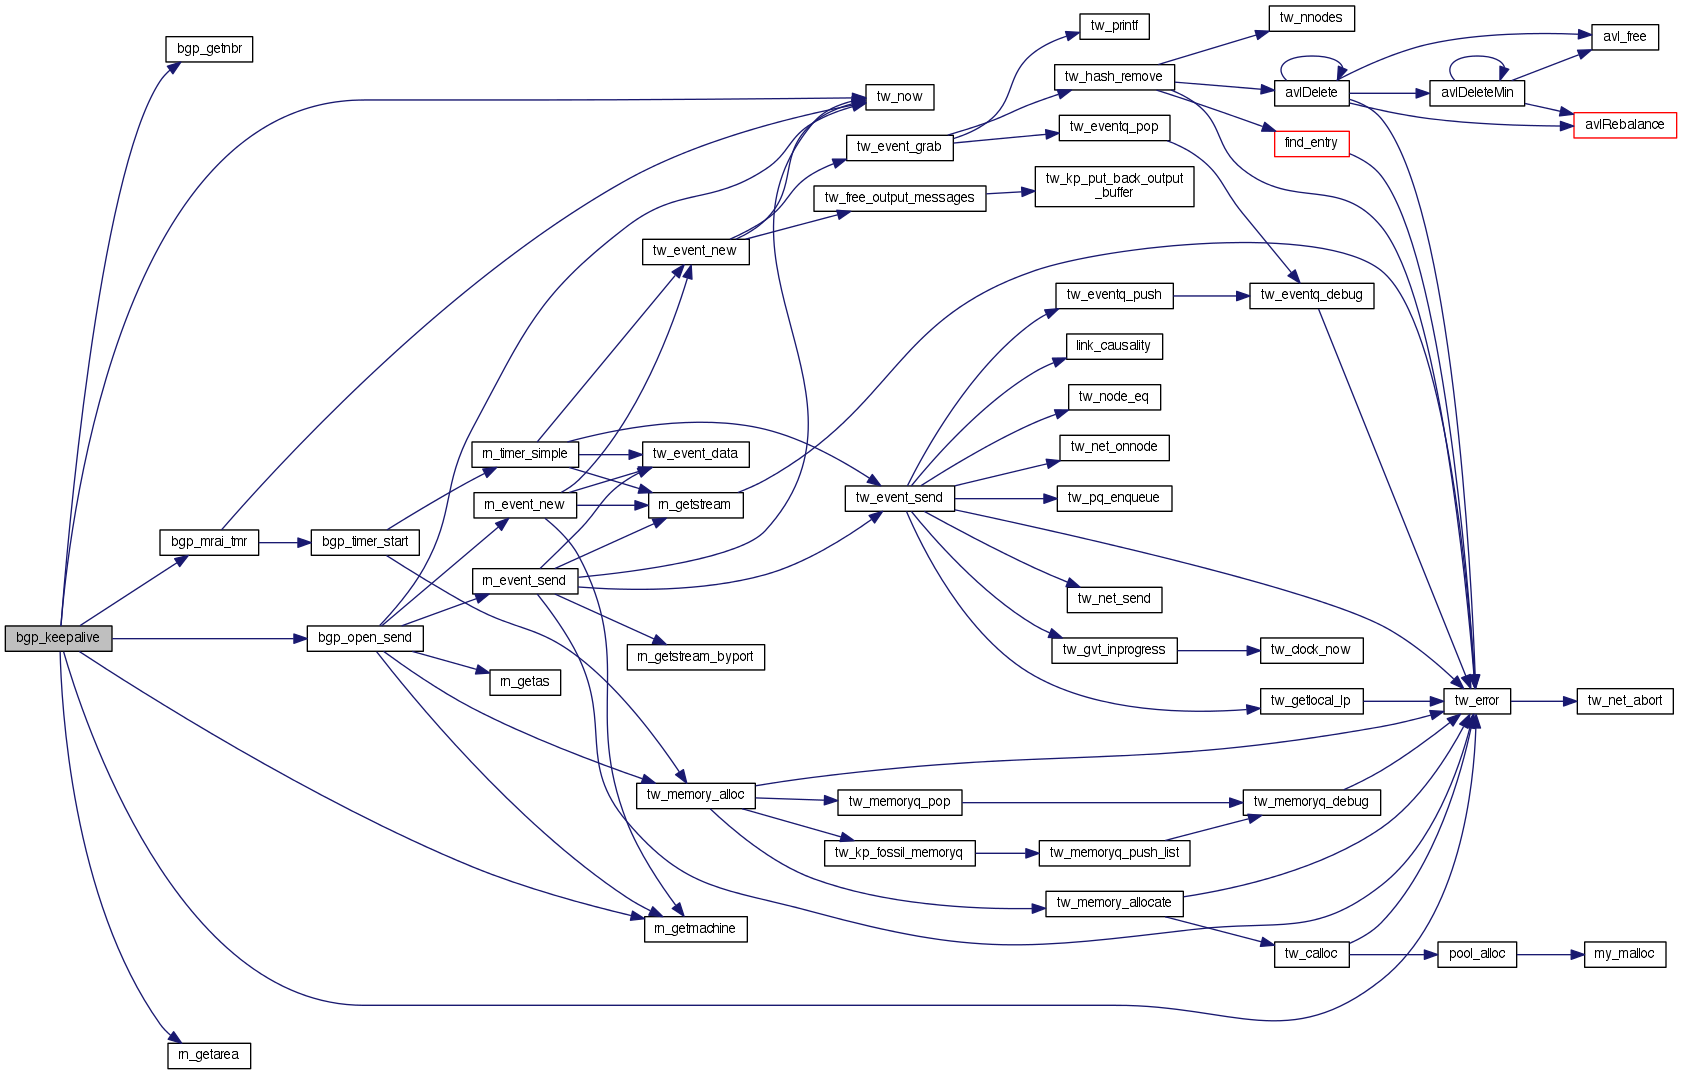 bgp_keepalive
bgp_getnbr
bgp_mrai_tmr
rn_getarea
bgp_timer_start
bgp_open_send
rn_timer_simple
rn_event_new
rn_event_send
rn_getas
tw_event_new
tw_event_data
rn_getstream
rn_getstream_byport
tw_memory_alloc
rn_getmachine
tw_now
tw_event_grab
tw_free_output_messages
tw_event_send
tw_memoryq_pop
tw_kp_fossil_memoryq
tw_printf
tw_hash_remove
tw_eventq_pop
tw_kp_put_back_output
_buffer
tw_eventq_push
link_causality
tw_node_eq
tw_net_onnode
tw_pq_enqueue
tw_net_send
tw_gvt_inprogress
tw_memoryq_push_list
tw_memory_allocate
tw_nnodes
avlDelete
find_entry
tw_eventq_debug
tw_clock_now
tw_getlocal_lp
tw_memoryq_debug
tw_calloc
avlDeleteMin
tw_error
pool_alloc
avl_free
avlRebalance
tw_net_abort
my_malloc